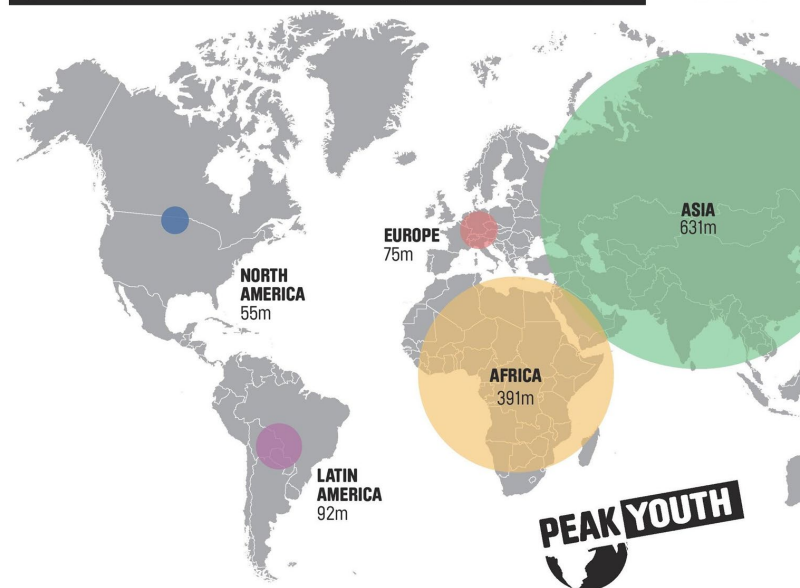 ASIA
631m
EUROPE
75m
NORTH
AMERICA
55m
AFRICA
391m
LATIN
AMERICA
92m
PEAK YOUTH